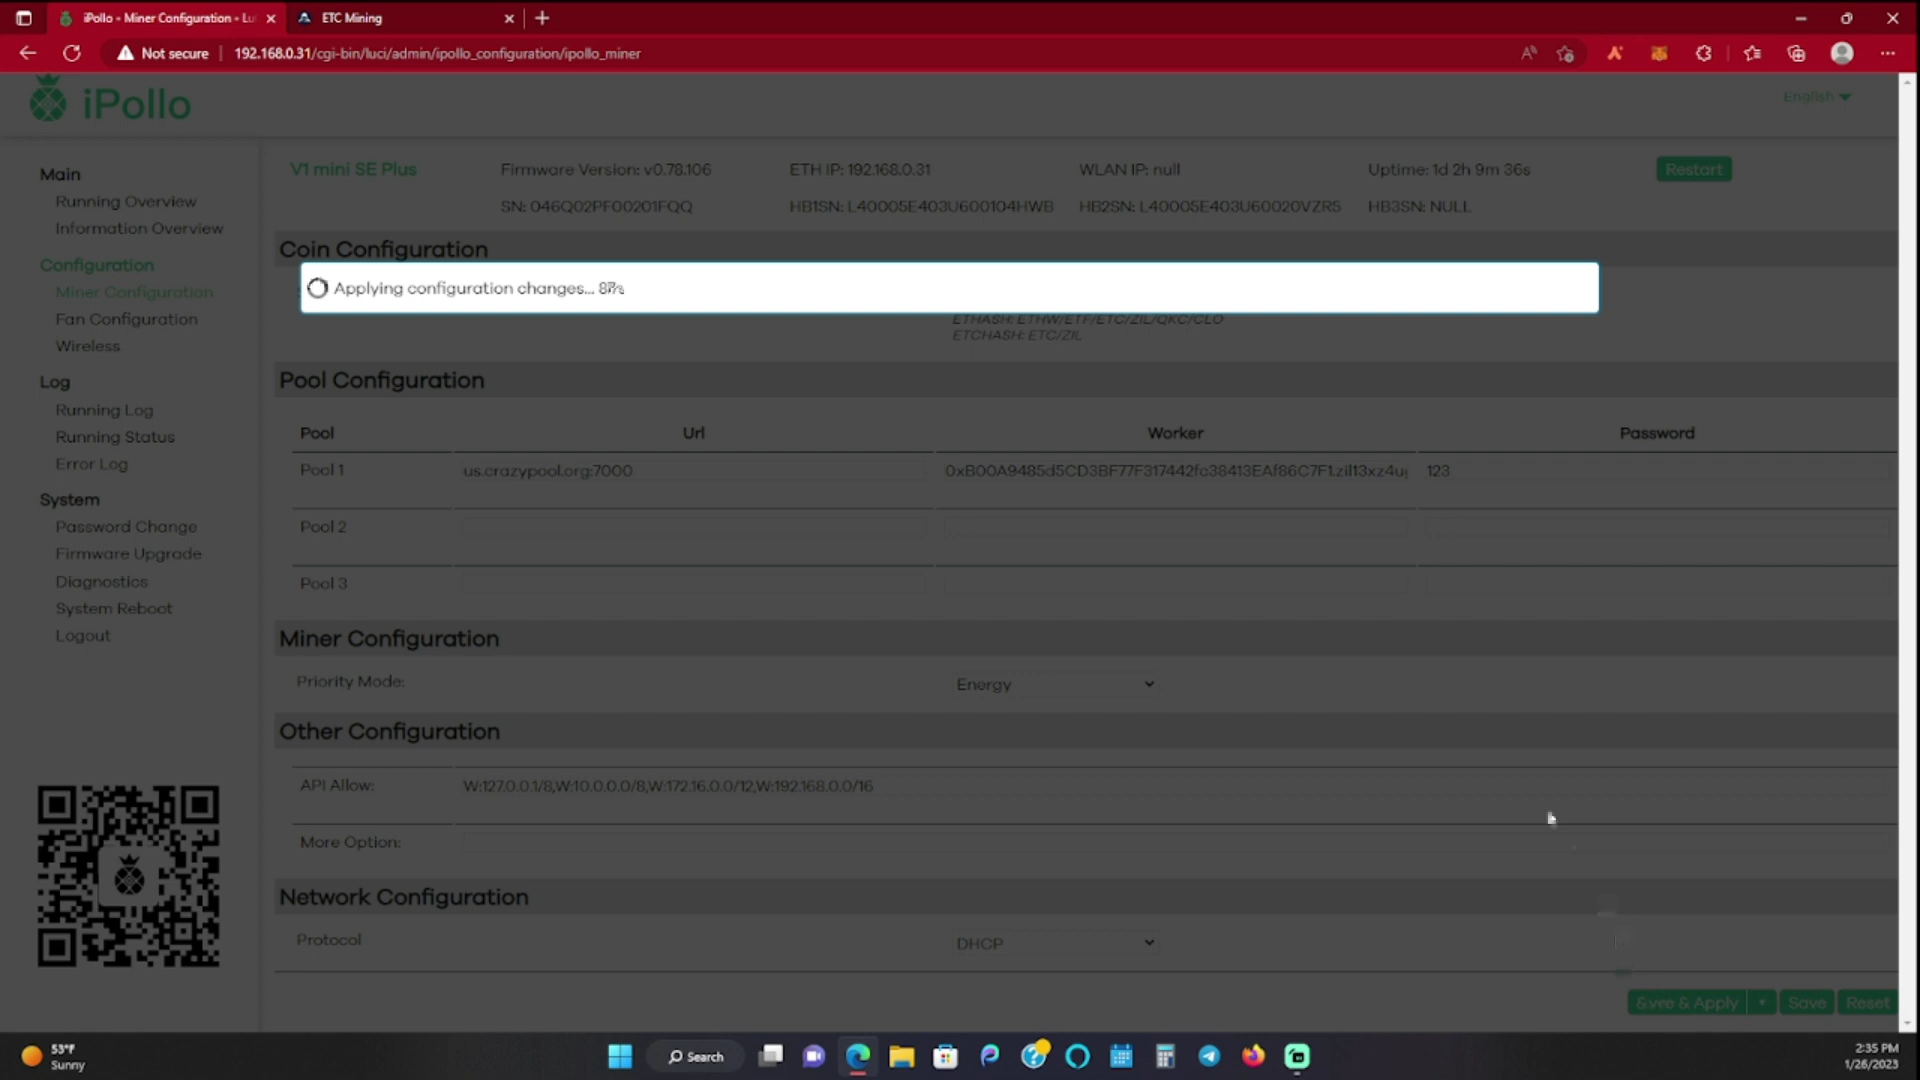 iPollo - Miner Configuration - Lu
ETC Mining
Not secure
192.168.0.31/cgi-bin/luci/admin/ipollo_configuration/ipollo_miner
iPollo
English
Main
Running Overview
Information Overview
Configuration
Miner Configuration
Fan Configuration
Wireless
Log
Running Log
Running Status
Error Log
System
Password Change
Firmware Upgrade
Diagnostics
System Reboot
Logout
V1 mini SE Plus
Firmware Version: v0.78.106
ETH IP: 192.168.0.31
WLAN IP: null
Uptime: 1d 2h 9m 36s
Restart
SN: 046Q02PF00201FQQ
HB1SN: L40005E403U600104HWB
HB2SN: L40005E403U60020VZR5
HB3SN: NULL
Coin Configuration
Applying configuration changes...
ETHASH: ETHW/ETF/ETC/ZIL/QKC/CLO
ETCHASH: ETC/ZIL
Pool Configuration
Pool Url Worker Password
Pool 1 us.crazypool.org:7000 0xB00A9485d5CD3BF77F317442fc38413EAf86C7F1.zil13xz4u 123
Pool 2
Pool 3
Miner Configuration
Priority Mode: Energy
Other Configuration
API Allow: W:127.0.0.1/8,W:10.0.0.0/8,W:172.16.0.0/12,W:192.168.0.0/16
More Option:
Network Configuration
Protocol DHCP
& Apply Save Reset
53°F
Sunny
Search
2:35 PM
1/26/2023